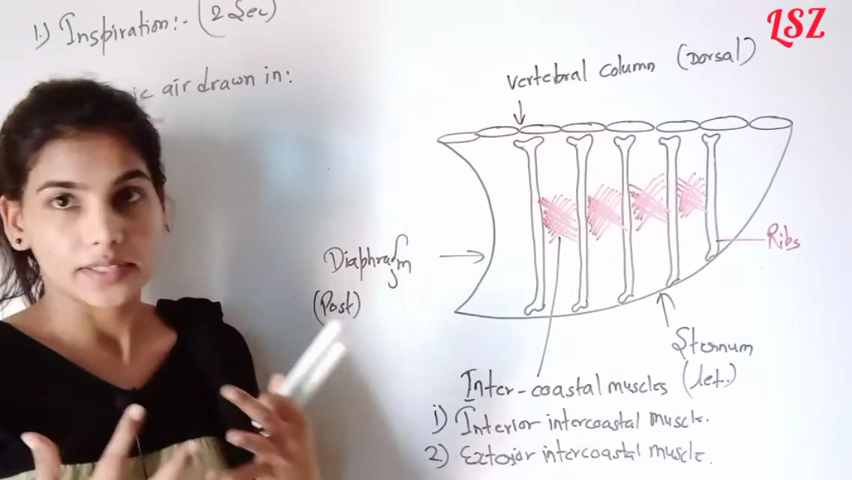 1.) Inspiration:- (2 Sec)
air drawn in:
LSZ
vertebral column (Dorsal)
Diaphragm
(Post)
Ribs
Sternum
Inter-coastal muscles (Let.)
1) Interior intercoastal muscle.
2) Exterior intercoastal muscle.